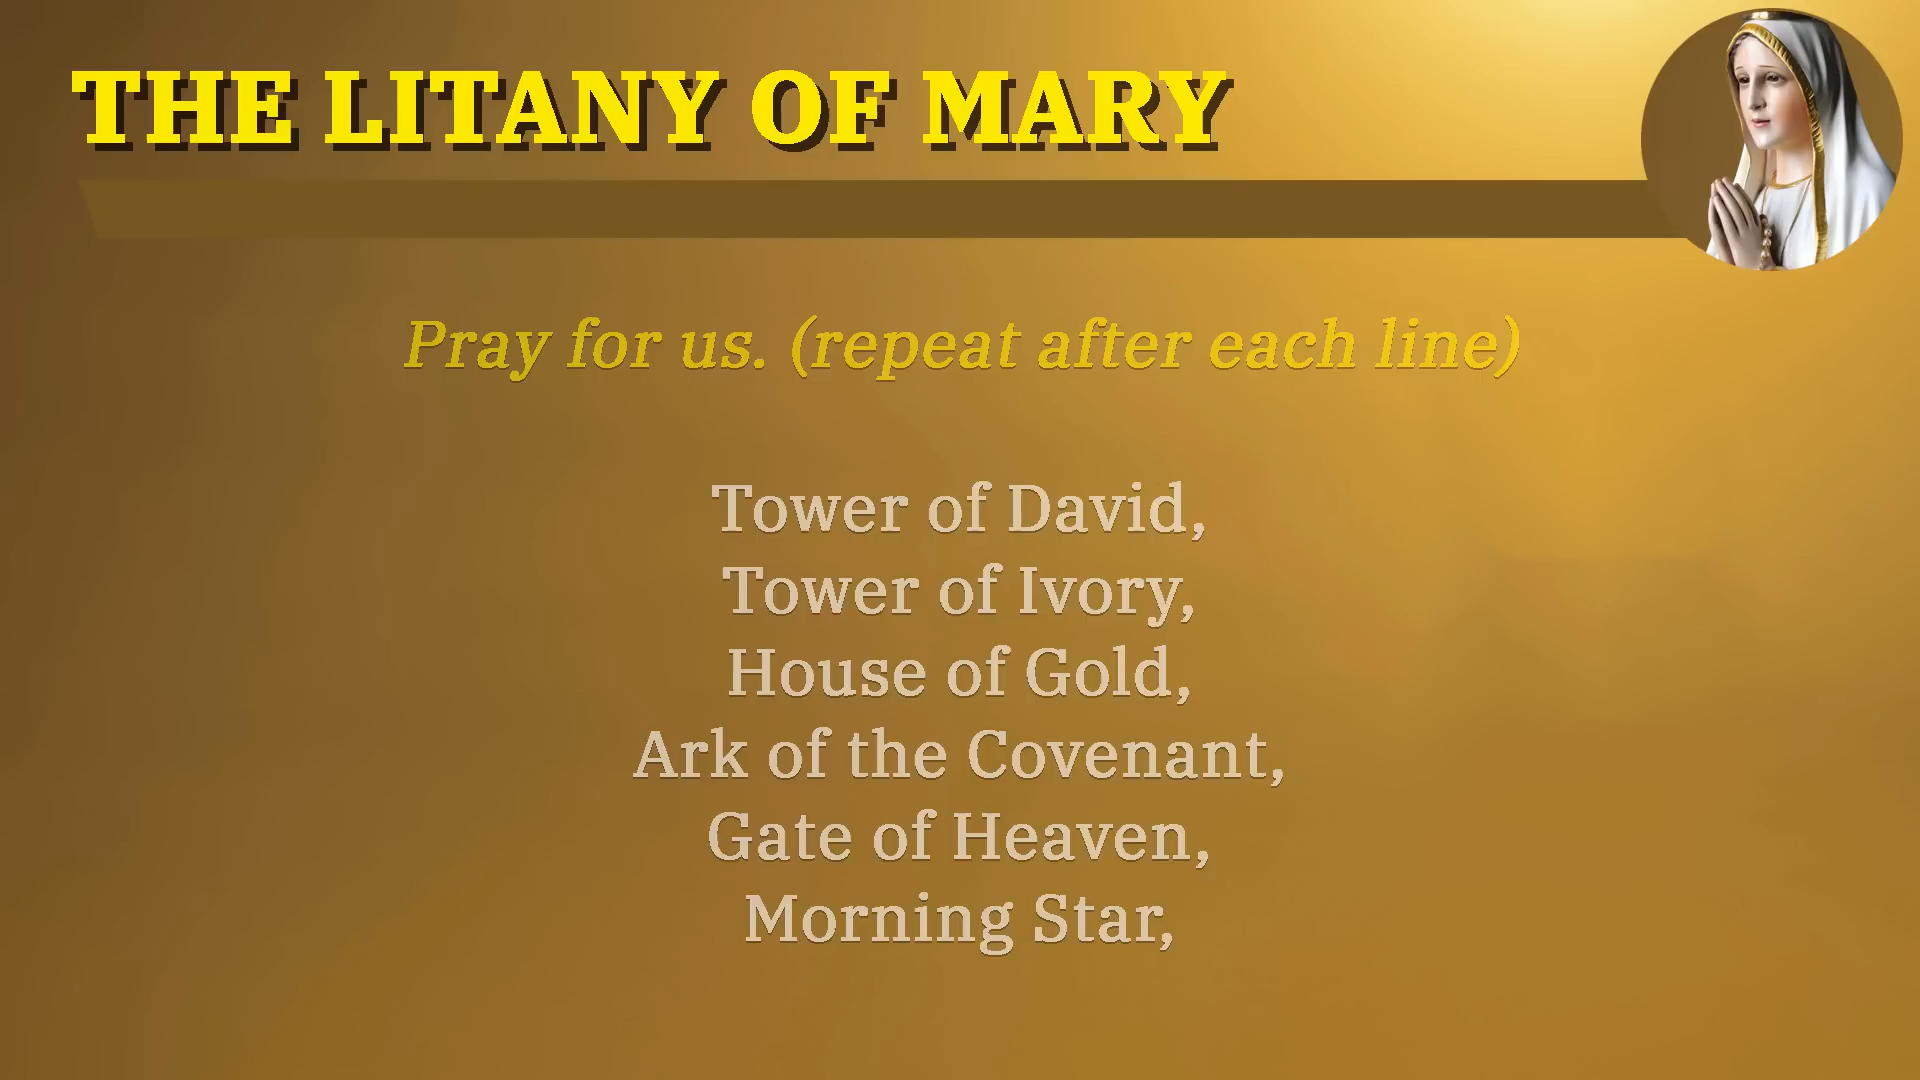 THE LITANY OF MARY
Pray for us. (repeat after each line)
Tower of David,
Tower of Ivory,
House of Gold,
Ark of the Covenant,
Gate of Heaven,
Morning Star,